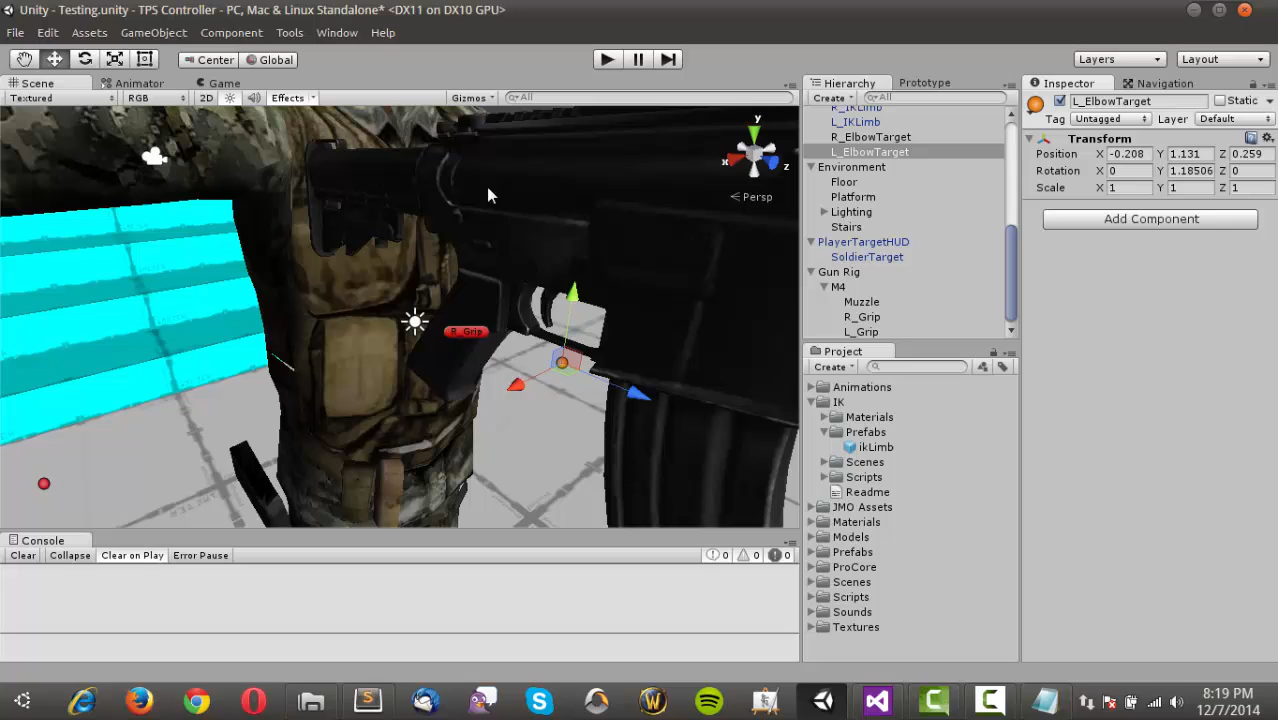 Unity - Testing.unity - TPS Controller - PC, Mac & Linux Standalone* <DX11 on DX10 GPU>
File Edit Assets GameObject Component Tools Window Help
Center Global Layers Layout
Scene Animator Game
Textured RGB 2D Effects Gizmos All
y
x
z
Persp
R_Grip
Console
Clear Collapse Clear on Play Error Pause 0 0 0
Hierarchy Prototype
Create All
R_IKLimb
L_IKLimb
R_ElbowTarget
L_ElbowTarget
Environment
Floor
Platform
Lighting
Stairs
PlayerTargetHUD
SoldierTarget
Gun Rig
M4
Muzzle
R_Grip
L_Grip
Project
Create
Animations
IK
Materials
Prefabs
ikLimb
Scenes
Scripts
Readme
JMO Assets
Materials
Models
Prefabs
ProCore
Scenes
Scripts
Sounds
Textures
Inspector Navigation
L_ElbowTarget Static
Tag Untagged Layer Default
Transform
Position X -0.208 Y 1.131 Z 0.259
Rotation X 0 Y 1.18506 Z 0
Scale X 1 Y 1 Z 1
Add Component
8:19 PM
12/7/2014